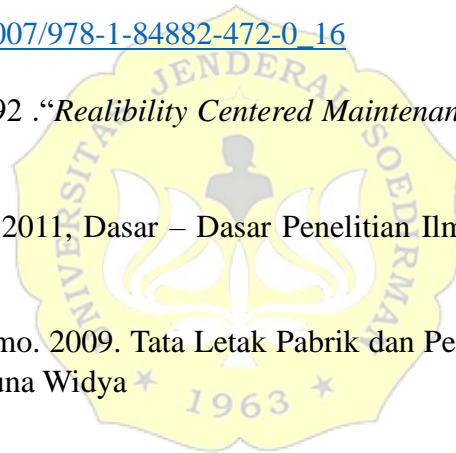 007/978-1-84882-472-0_16
92 .“Realibility Centered Maintenan
2011, Dasar – Dasar Penelitian Ilm
mo. 2009. Tata Letak Pabrik dan Pe
una Widya
UNIVERSITAS JENDERAL SOEDIRMAN
1963